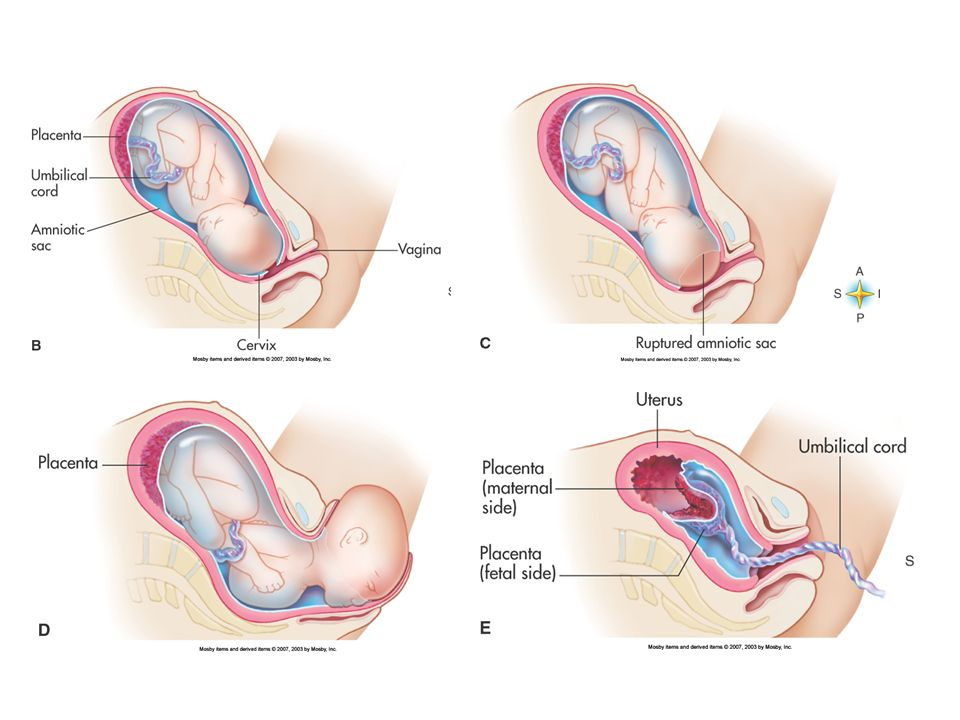 Placenta
Umbilical
cord
Amniotic
sac
Vagina
Cervix
B
Mosby items and derived items © 2007, 2003 by Mosby, Inc.
A
S I
P
Ruptured amniotic sac
C
Mosby items and derived items © 2007, 2003 by Mosby, Inc.
Placenta
D
Mosby items and derived items © 2007, 2003 by Mosby, Inc.
Uterus
Umbilical cord
Placenta
(maternal
side)
Placenta
(fetal side)
S
E
Mosby items and derived items © 2007, 2003 by Mosby, Inc.